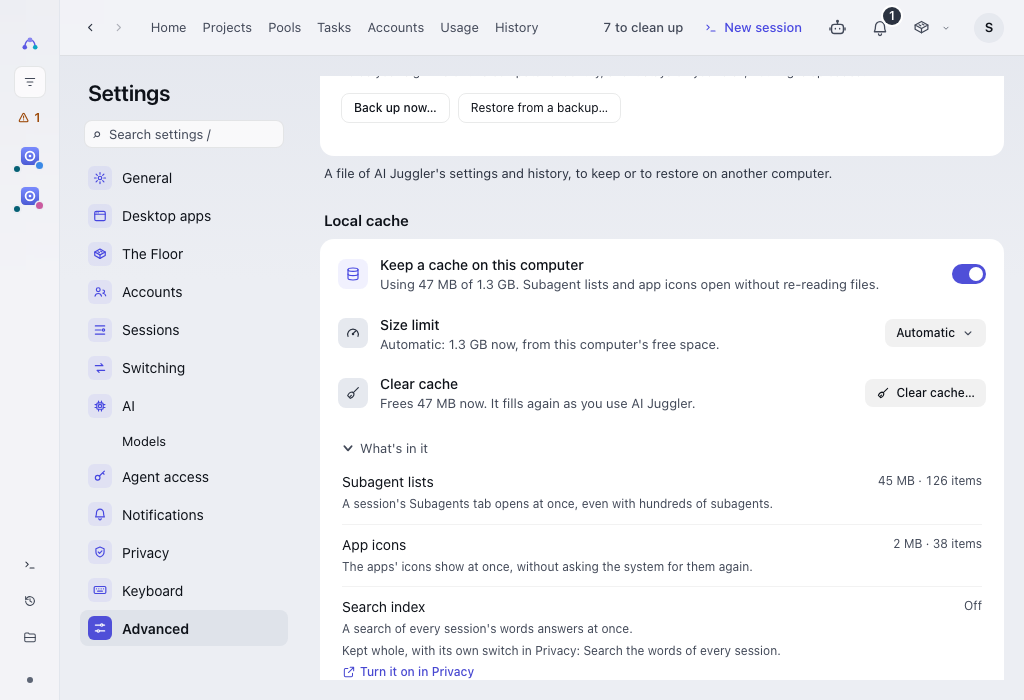 Home Projects Pools Tasks Accounts Usage History 7 to clean up New session 1 S
1
Settings
Search settings /
General
Desktop apps
The Floor
Accounts
Sessions
Switching
AI
Models
Agent access
Notifications
Privacy
Keyboard
Advanced
Back up now...
Restore from a backup...
A file of AI Juggler's settings and history, to keep or to restore on another computer.
Local cache
Keep a cache on this computer
Using 47 MB of 1.3 GB. Subagent lists and app icons open without re-reading files.
Size limit
Automatic: 1.3 GB now, from this computer's free space.
Automatic
Clear cache
Frees 47 MB now. It fills again as you use AI Juggler.
Clear cache...
What's in it
Subagent lists
45 MB · 126 items
A session's Subagents tab opens at once, even with hundreds of subagents.
App icons
2 MB · 38 items
The apps' icons show at once, without asking the system for them again.
Search index
Off
A search of every session's words answers at once.
Kept whole, with its own switch in Privacy: Search the words of every session.
Turn it on in Privacy